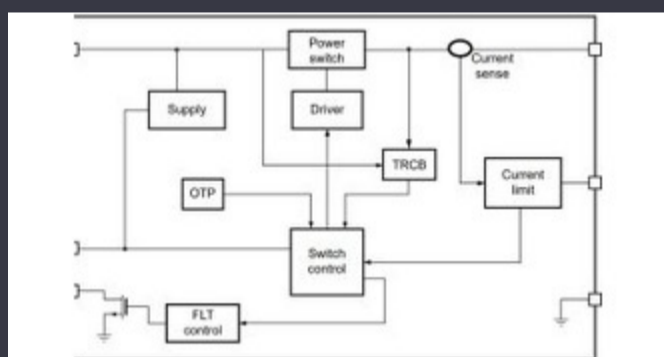 Power
switch
Current
sense
Supply
Driver
TRCB
OTP
Current
limit
Switch
control
FLT
control